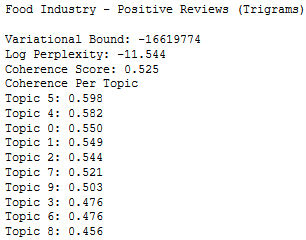 Food Industry - Positive Reviews (Trigrams)
Variational Bound: -16619774
Log Perplexity: -11.544
Coherence Score: 0.525
Coherence Per Topic
Topic 5: 0.598
Topic 4: 0.582
Topic 0: 0.550
Topic 1: 0.549
Topic 2: 0.544
Topic 7: 0.521
Topic 9: 0.503
Topic 3: 0.476
Topic 6: 0.476
Topic 8: 0.456